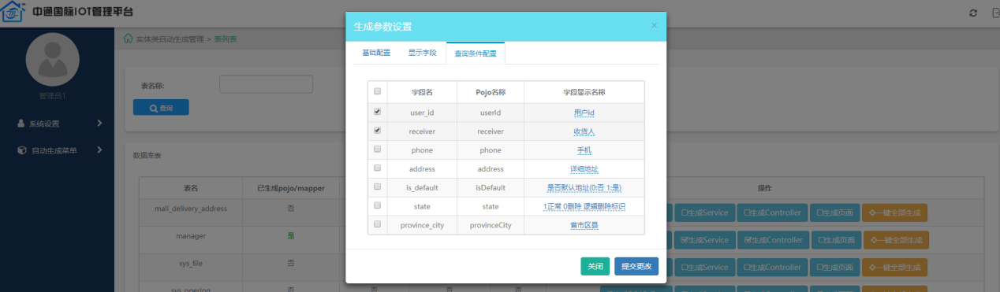 中通国脉IOT管理平台
生成参数设置 ×
管理员1
系统设置
自动生成菜单
实体类自动生成管理 > 表列表
表名称:
查询
数据库表
表名 已生成pojo/mapper 操作
mall_delivery_address 否 生成Service 生成Controller 生成页面 一键全部生成
manager 是 生成Service 生成Controller 生成页面 一键全部生成
sys_file 否 生成Service 生成Controller 生成页面 一键全部生成
sys_operlog 否 否 否 否
基础配置 显示字段 查询条件配置
字段名 Pojo名称 字段显示名称
user_id userId 用户id
receiver receiver 收货人
phone phone 手机
address address 详细地址
is_default isDefault 是否默认地址(0:否 1:是)
state state 1正常 0删除 逻辑删除标识
province_city provinceCity 省市区县
关闭 提交更改